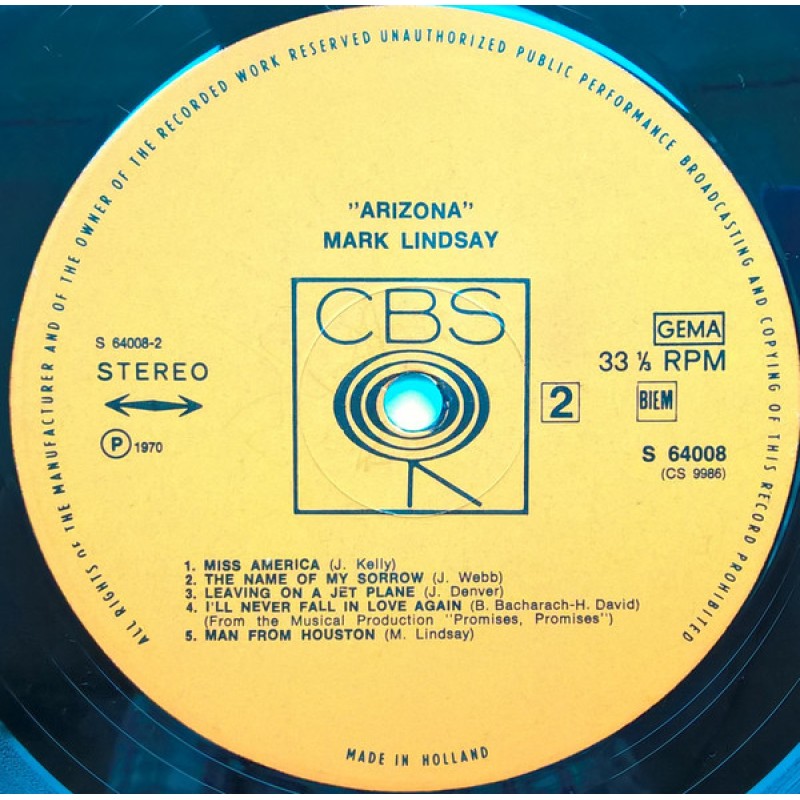 ALL RIGHTS OF THE MANUFACTURER AND OF THE OWNER OF THE RECORDED WORK RESERVED UNAUTHORIZED PUBLIC PERFORMANCE BROADCASTING AND COPYING OF THIS RECORD PROHIBITED
"ARIZONA"
MARK LINDSAY
CBS
S 64008-2
STEREO
P 1970
GEMA
33 ⅓ RPM
2
BIEM
S 64008
(CS 9986)
1. MISS AMERICA (J. Kelly)
2. THE NAME OF MY SORROW (J. Webb)
3. LEAVING ON A JET PLANE (J. Denver)
4. I'LL NEVER FALL IN LOVE AGAIN (B. Bacharach-H. David)
(From the Musical Production "Promises, Promises")
5. MAN FROM HOUSTON (M. Lindsay)
MADE IN HOLLAND